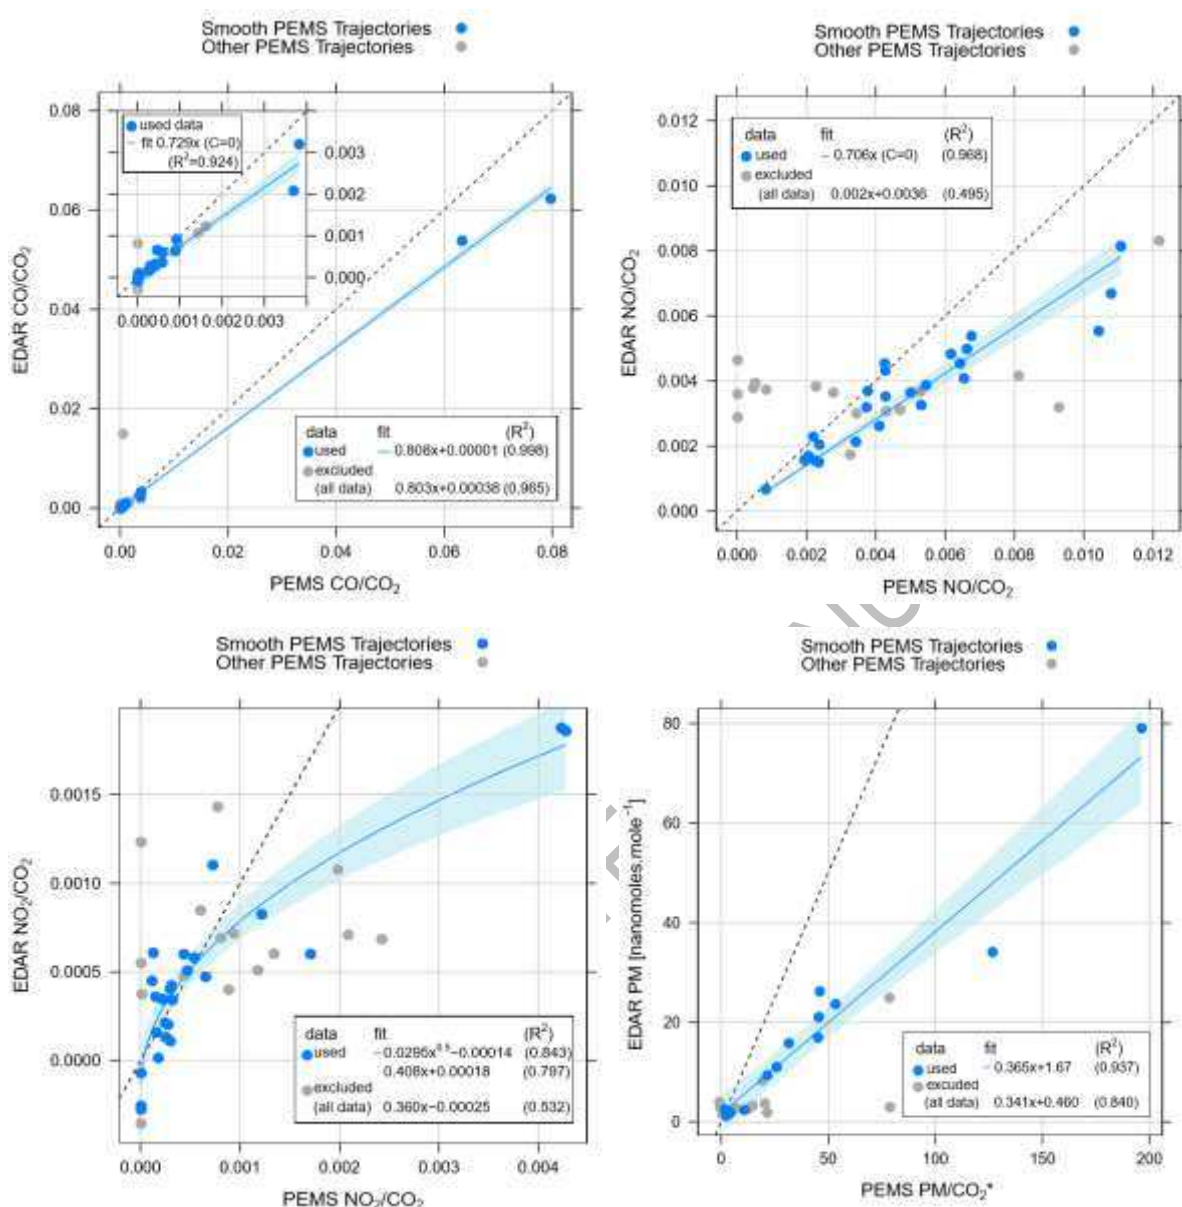 Smooth PEMS Trajectories
Other PEMS Trajectories
0.08
0.06
0.04
0.02
0.00
EDAR CO/CO2
used data
fit 0.729x (C=0)
(R2=0.924)
0.003
0.002
0.001
0.000
0.000 0.001 0.002 0.003
data fit (R2)
used 0.808x+0.00001 (0.998)
excluded
(all data) 0.803x+0.00038 (0.965)
0.00 0.02 0.04 0.06 0.08
PEMS CO/CO2
Smooth PEMS Trajectories
Other PEMS Trajectories
0.012
0.010
0.008
0.006
0.004
0.002
0.000
EDAR NO/CO2
data fit (R2)
used 0.706x (C=0) (0.968)
excluded
(all data) 0.002x+0.0036 (0.495)
0.000 0.002 0.004 0.006 0.008 0.010 0.012
PEMS NO/CO2
Smooth PEMS Trajectories
Other PEMS Trajectories
0.0015
0.0010
0.0005
0.0000
EDAR NO2/CO2
data fit (R2)
used 0.0295x0.5−0.00014 (0.843)
0.408x+0.00018 (0.797)
excluded
(all data) 0.360x−0.00025 (0.532)
0.000 0.001 0.002 0.003 0.004
PEMS NO2/CO2
Smooth PEMS Trajectories
Other PEMS Trajectories
80
60
40
20
0
EDAR PM [nanomoles.mole−1]
data fit (R2)
used 0.365x+1.67 (0.937)
excuded
(all data) 0.341x+0.460 (0.840)
0 50 100 150 200
PEMS PM/CO2*